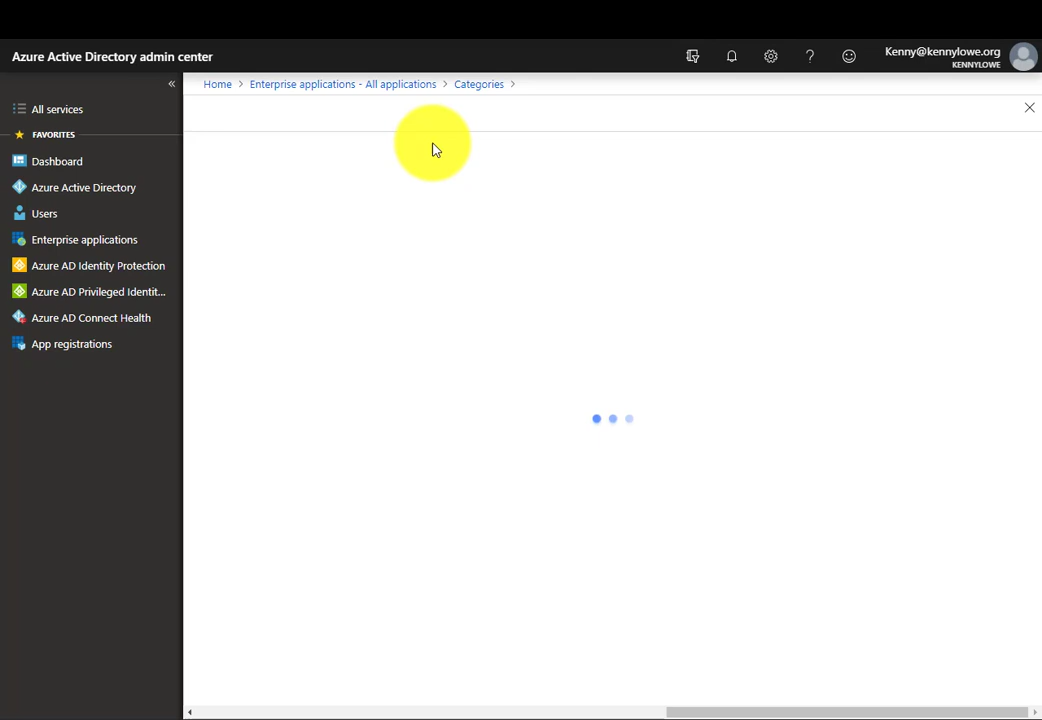 Azure Active Directory admin center
Kenny@kennylowe.org
KENNYLOWE
Home > Enterprise applications - All applications > Categories >
All services
FAVORITES
Dashboard
Azure Active Directory
Users
Enterprise applications
Azure AD Identity Protection
Azure AD Privileged Identit...
Azure AD Connect Health
App registrations